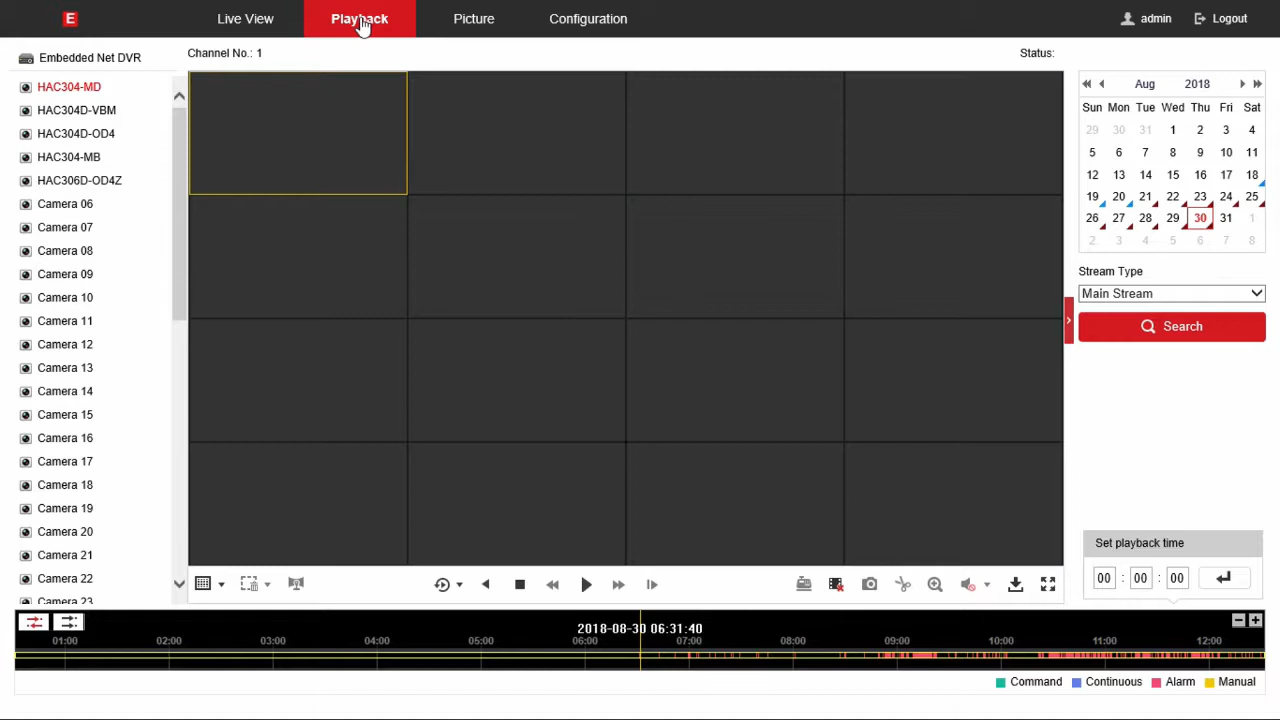 E Live View Playback Picture Configuration admin Logout
Embedded Net DVR
HAC304-MD
HAC304D-VBM
HAC304D-OD4
HAC304-MB
HAC306D-OD4Z
Camera 06
Camera 07
Camera 08
Camera 09
Camera 10
Camera 11
Camera 12
Camera 13
Camera 14
Camera 15
Camera 16
Camera 17
Camera 18
Camera 19
Camera 20
Camera 21
Camera 22
Camera 23
Channel No.: 1 Status:
Aug 2018
Sun Mon Tue Wed Thu Fri Sat
29 30 31 1 2 3 4
5 6 7 8 9 10 11
12 13 14 15 16 17 18
19 20 21 22 23 24 25
26 27 28 29 30 31 1
2 3 4 5 6 7 8
Stream Type
Main Stream
Search
Set playback time
00 : 00 : 00
2018-08-30 06:31:40
01:00 02:00 03:00 04:00 05:00 06:00 07:00 08:00 09:00 10:00 11:00 12:00
Command Continuous Alarm Manual